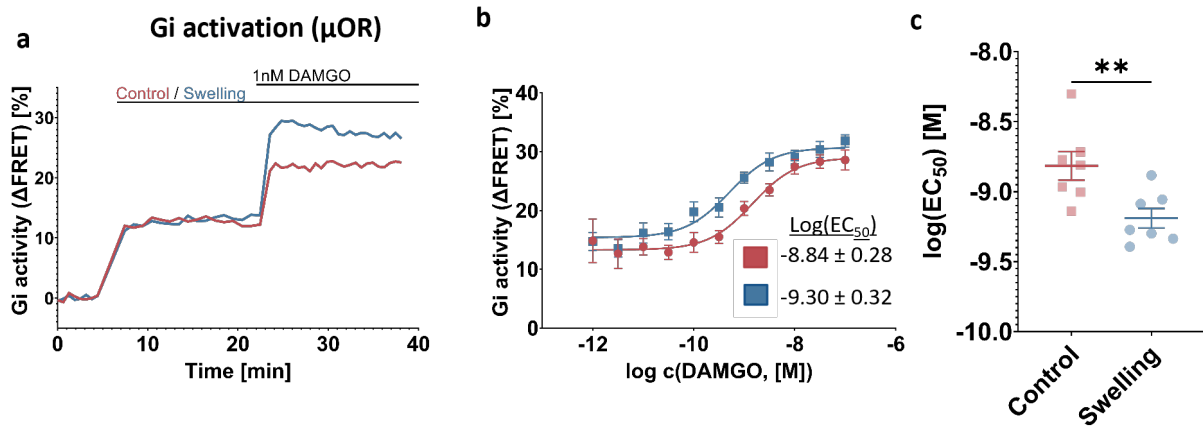 Gi activation (μOR)
a
1nM DAMGO
Control / Swelling
Gi activity (ΔFRET) [%]
30
20
10
0
0
10
20
30
40
Time [min]
b
Gi activity (ΔFRET) [%]
40
30
20
10
0
-12
-10
-8
-6
log c(DAMGO, [M])
Log(EC50)
-8.84 ± 0.28
-9.30 ± 0.32
c
log(EC50) [M]
-8.0
-8.5
-9.0
-9.5
-10.0
**
Control
Swelling